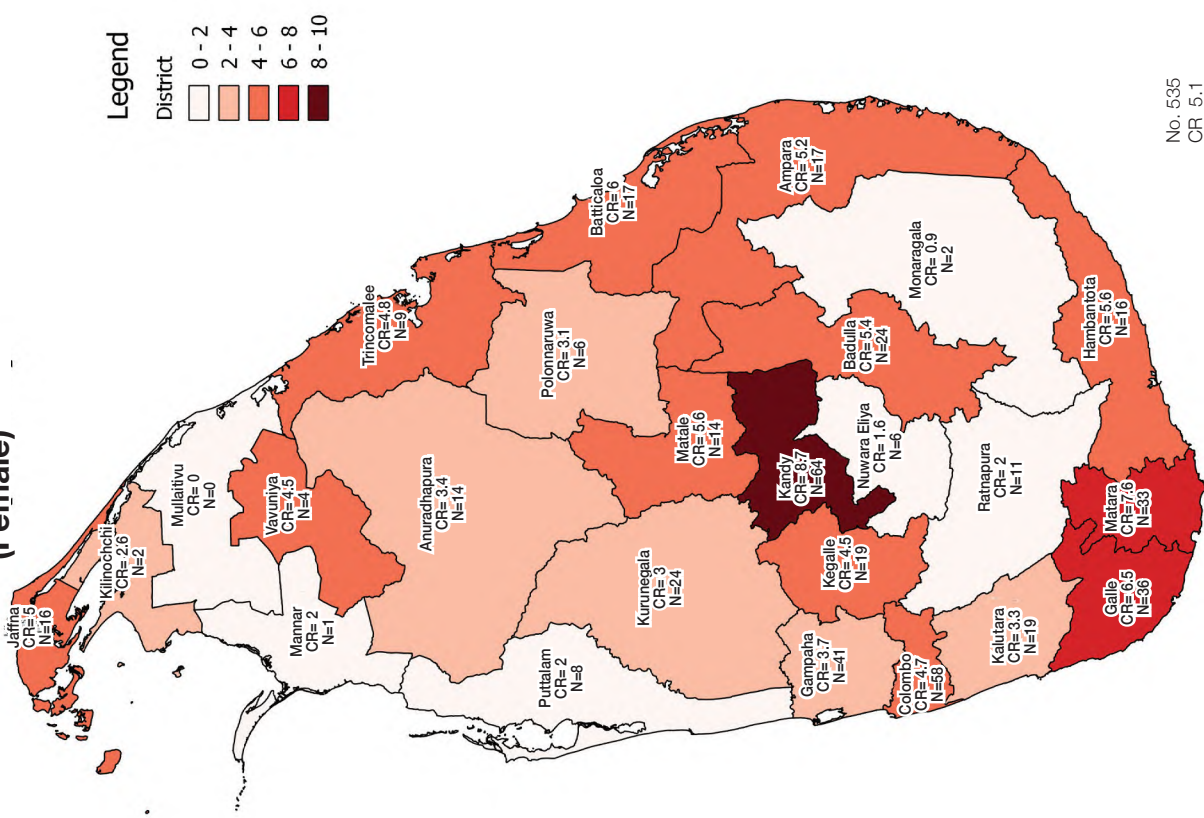 (Female)
Legend
District
0 - 2
2 - 4
4 - 6
6 - 8
8 - 10
Jaffna
CR= 5
N=16
Kilinochchi
CR= 2.6
N=2
Mullaitivu
CR= 0
N=0
Vavuniya
CR=4.5
N=4
Mannar
CR= 2
N=1
Trincomalee
CR=4.8
N=9
Anuradhapura
CR= 3.4
N=14
Polonnaruwa
CR= 3.1
N=6
Batticaloa
CR= 6
N=17
Puttalam
CR= 2
N=8
Kurunegala
CR= 3
N=24
Matale
CR= 5.6
N=14
Ampara
CR= 5.2
N=17
Kandy
CR= 8.7
N=64
Badulla
CR= 5.4
N=24
Monaragala
CR= 0.9
N=2
Gampaha
CR= 3.7
N=41
Kegalle
CR= 4.5
N=19
Nuwara Eliya
CR= 1.6
N=6
Colombo
CR= 4.7
N=58
Ratnapura
CR= 2
N=11
Kalutara
CR= 3.3
N=19
Hambantota
CR= 5.6
N=16
Galle
CR= 6.5
N=36
Matara
CR=7.6
N=33
No. 535
CR 5.1